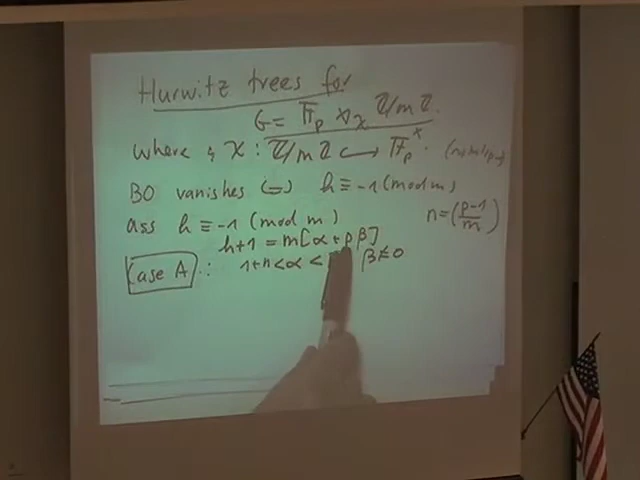 Hurwitz trees for
G = 𝔽_p ⋊_χ ℤ/mℤ.
where χ : ℤ/mℤ ↪ 𝔽_p^×.
BO vanishes ⇔ h ≡ -1 (mod m)
ass h ≡ -1 (mod m) n = (p-1/m)
h+1 = m[α + pβ]
Case A : 1+n < α < β ≠ 0